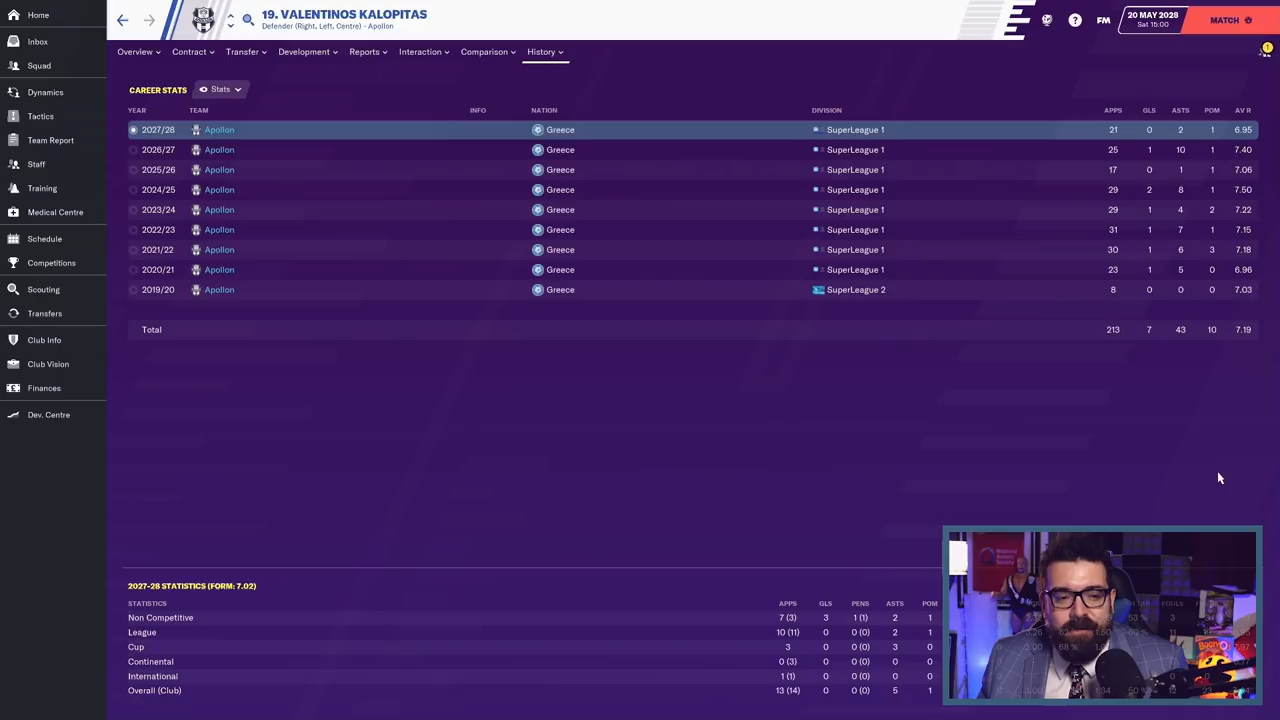 Home
Inbox
Squad
Dynamics
Tactics
Team Report
Staff
Training
Medical Centre
Schedule
Competitions
Scouting
Transfers
Club Info
Club Vision
Finances
Dev. Centre
19. VALENTINOS KALOPITAS
Defender (Right, Left, Centre) - Apollon
? FM 20 MAY 2028 MATCH
Sat 15:00
Overview Contract Transfer Development Reports Interaction Comparison History
CAREER STATS Stats
YEAR TEAM INFO NATION DIVISION APPS GLS ASTS POM AV R
2027/28 Apollon Greece SuperLeague 1 21 0 2 1 6.95
2026/27 Apollon Greece SuperLeague 1 25 1 10 1 7.40
2025/26 Apollon Greece SuperLeague 1 17 0 1 1 7.06
2024/25 Apollon Greece SuperLeague 1 29 2 8 1 7.50
2023/24 Apollon Greece SuperLeague 1 29 1 4 2 7.22
2022/23 Apollon Greece SuperLeague 1 31 1 7 1 7.15
2021/22 Apollon Greece SuperLeague 1 30 1 6 3 7.18
2020/21 Apollon Greece SuperLeague 1 23 1 5 0 6.96
2019/20 Apollon Greece SuperLeague 2 8 0 0 0 7.03
Total 213 7 43 10 7.19
2027-28 STATISTICS (FORM: 7.02)
STATISTICS APPS GLS PENS ASTS POM FOULS
Non Competitive 7 (3) 3 1 (1) 2 1 53 % 3
League 10 (11) 0 0 (0) 2 1 11
Cup 3 0 0 (0) 3 0 68 %
Continental 0 (3) 0 0 (0) 0 0
International 1 (1) 0 0 (0) 0 0
Overall (Club) 13 (14) 0 0 (0) 5 1 50 % 12 23